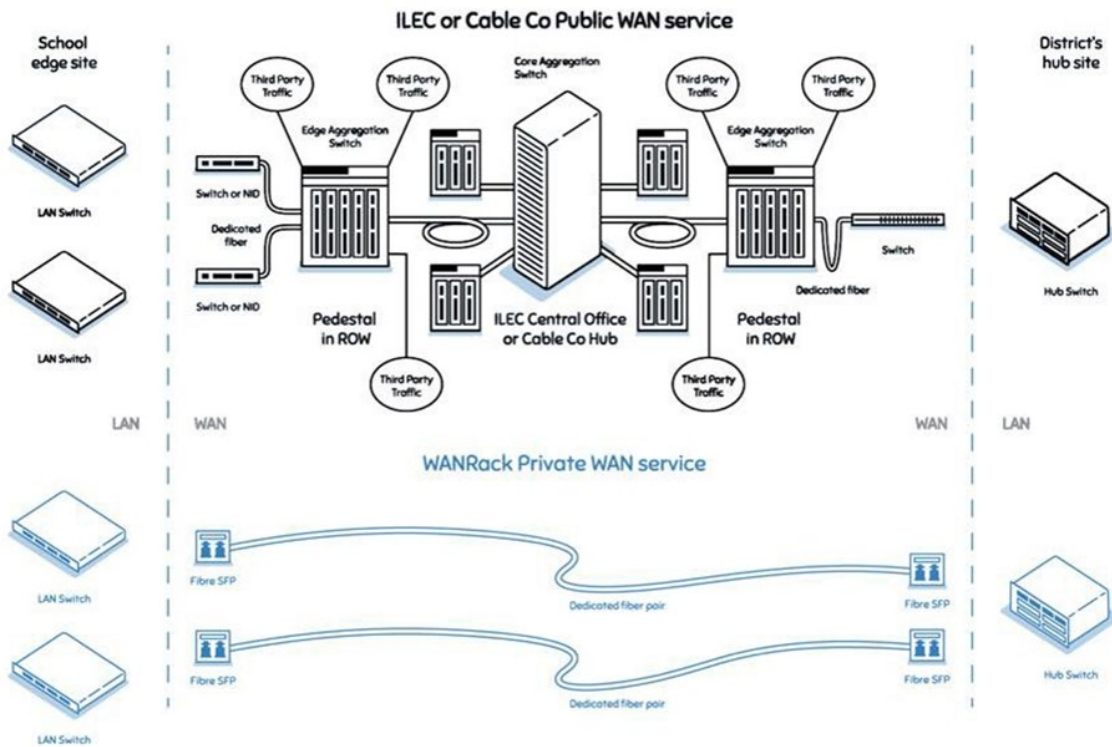 ILEC or Cable Co Public WAN service
School
edge site
District's
hub site
Third Party
Traffic
Third Party
Traffic
Core Aggregation
Switch
Third Party
Traffic
Third Party
Traffic
Edge Aggregation
Switch
Edge Aggregation
Switch
LAN Switch
Switch or NID
Dedicated
fiber
Switch or NID
Switch
Dedicated fiber
Hub Switch
LAN Switch
Pedestal
in ROW
ILEC Central Office
or Cable Co Hub
Pedestal
in ROW
Third Party
Traffic
Third Party
Traffic
LAN
WAN
WAN
LAN
WANRack Private WAN service
LAN Switch
Fibre SFP
Dedicated fiber pair
Fibre SFP
LAN Switch
Fibre SFP
Dedicated fiber pair
Fibre SFP
Hub Switch